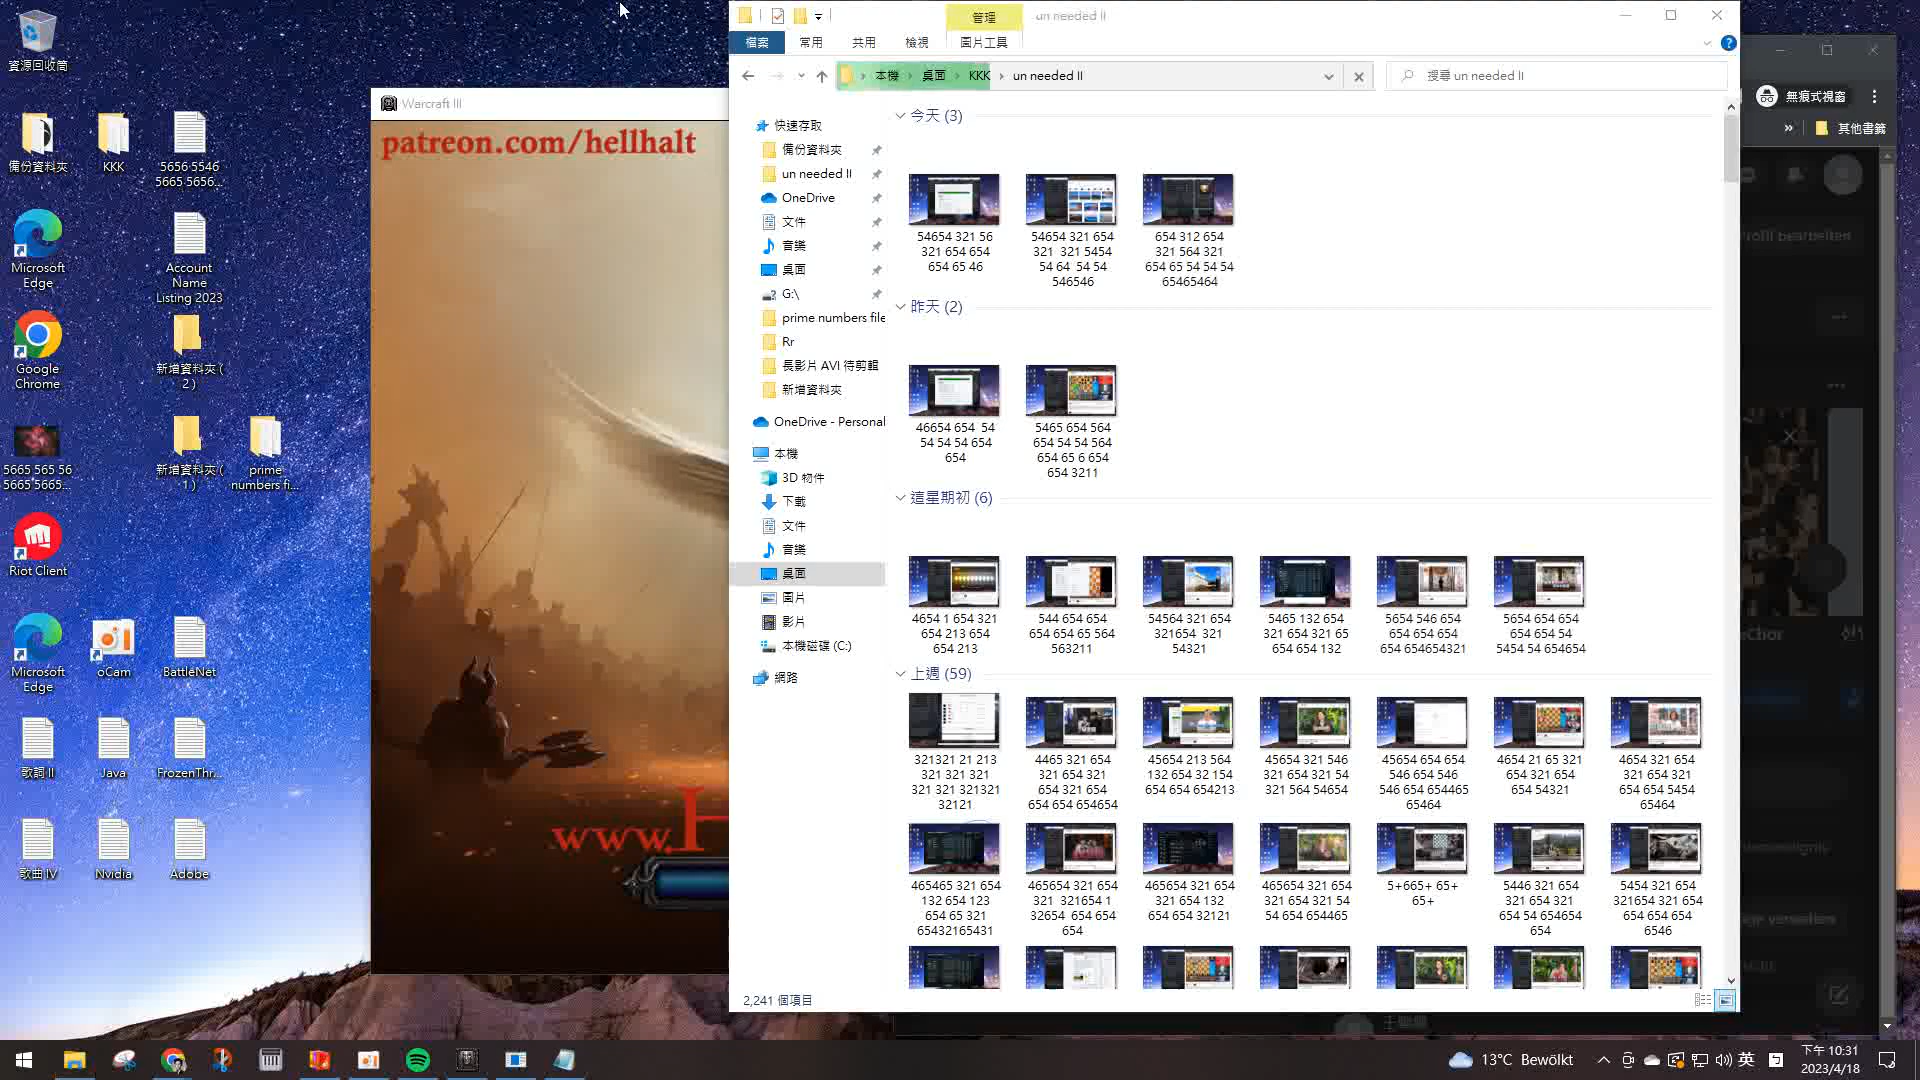 資源回收筒
備份資料夾
KKK
5656 5546
5665 5656...
Microsoft
Edge
Account
Name
Listing 2023
Google
Chrome
新增資料夾 (
2 )
5665 565 56
5665 5665...
新增資料夾 (
1 )
prime
numbers fi...
Riot Client
Microsoft
Edge
oCam
BattleNet
歌詞 II
Java
FrozenThr...
歌曲 IV
Nvidia
Adobe
Warcraft III
patreon.com/hellhalt
www.H
管理
un needed II
檔案
常用
共用
檢視
圖片工具
本機
桌面
KKK
un needed II
搜尋 un needed II
快速存取
備份資料夾
un needed II
OneDrive
文件
音樂
桌面
G:\
prime numbers file
Rr
長影片 AVI 待剪輯
新增資料夾
OneDrive - Personal
本機
3D 物件
下載
文件
音樂
桌面
圖片
影片
本機磁碟 (C:)
網路
今天 (3)
54654 321 56
321 654 654
654 65 46
54654 321 654
321  321 5454
54 64  54 54
546546
654 312 654
321 564 321
654 65 54 54 54
65465464
昨天 (2)
46654 654  54
54 54 54 654
654
5465 654 564
654 54 54 564
654 65 6 654
654 3211
這星期初 (6)
4654 1 654 321
654 213 654
654 213
544 654 654
654 654 65 564
563211
54564 321 654
321654  321
54321
5465 132 654
321 654 321 65
654 654 132
5654 546 654
654 654 654
654 654654321
5654 654 654
654 654 54
5454 54 654654
上週 (59)
321321 21 213
321 321 321
321 321 321321
32121
4465 321 654
321 654 321
654 321 654
654 654 654654
45654 213 564
132 654 32 154
654 654 654213
45654 321 546
321 654 321 54
321 564 54654
45654 654 654
546 654 546
546 654 654465
65464
4654 21 65 321
654 321 654
654 54321
4654 321 654
321 654 321
654 654 5454
65464
465465 321 654
132 654 123
654 65 321
65432165431
465654 321 654
321  321654 1
32654  654 654
654
465654 321 654
321 654 132
654 654 32121
465654 321 654
321 654 321 54
54 654 654465
5+665+ 65+
65+
5446 321 654
321 654 321
654 54 654654
654
5454 321 654
321654 321 654
654 654 654
6546
2,241 個項目
無痕式視窗
其他書籤
rofil bearbeiten
13°C  Bewölkt
英
下午 10:31
2023/4/18